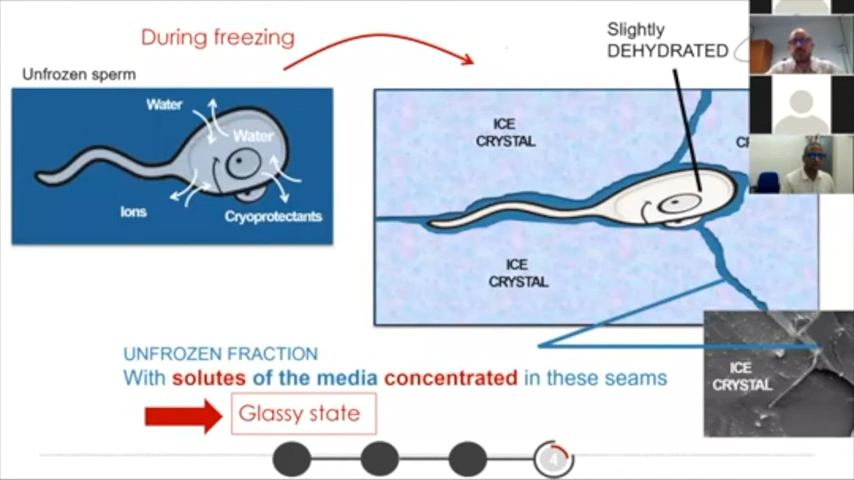 During freezing
Slightly
DEHYDRATED
Unfrozen sperm
Water
Water
Ions
Cryoprotectants
ICE
CRYSTAL
ICE
CRYSTAL
ICE
CRYSTAL
UNFROZEN FRACTION
With solutes of the media concentrated in these seams
Glassy state
4